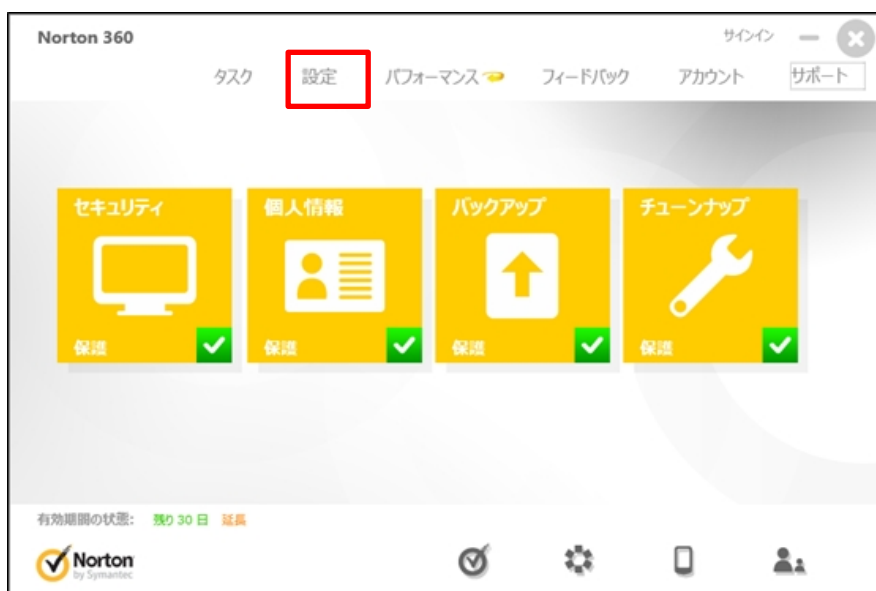 Norton 360
サインイン
タスク 設定 パフォーマンス フィードバック アカウント サポート
セキュリティ 個人情報 バックアップ チューンナップ
保護 保護 保護 保護
有効期間の状態: 残り 30 日 延長
Norton
by Symantec